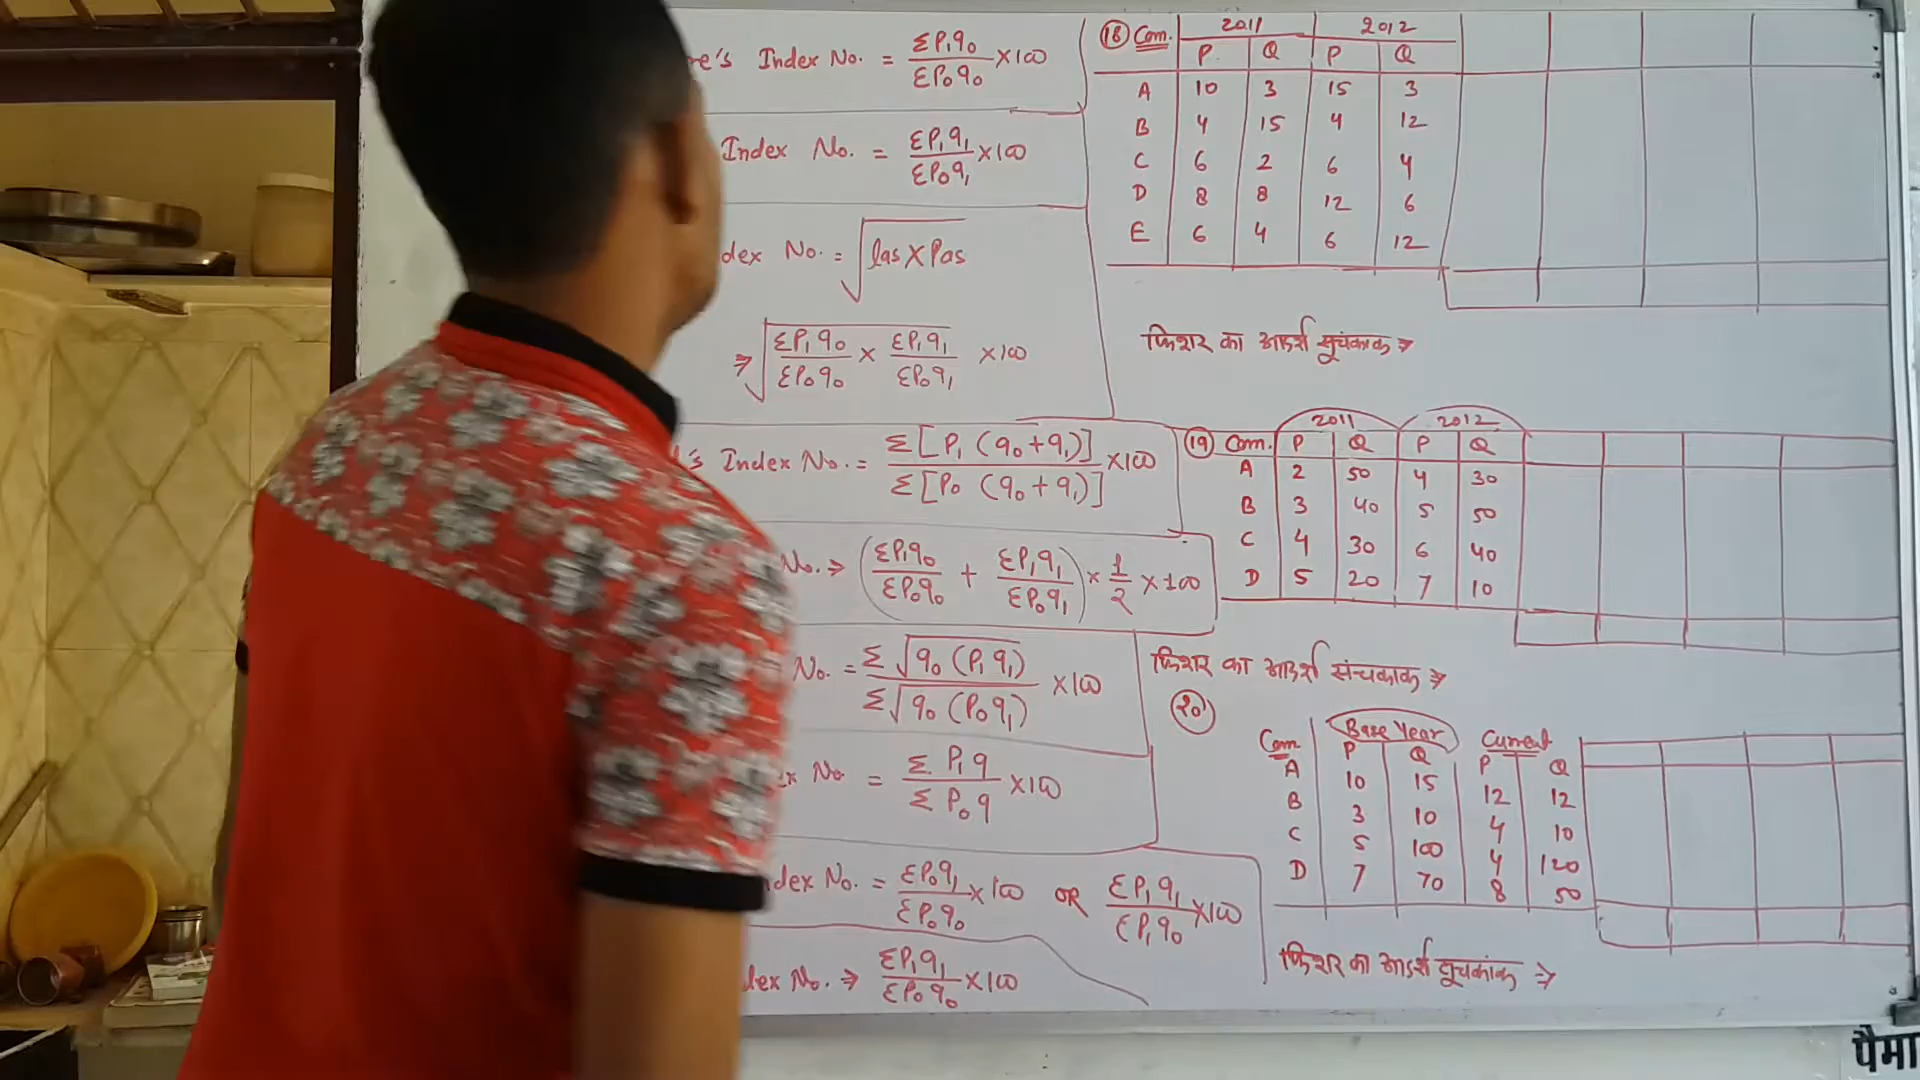 Index No. = ΣP₁q₀ / ΣP₀q₀ ×100
Index No. = ΣP₁q₁ / ΣP₀q₁ ×100
Index No. = √(las × Pas)
⇒ √(ΣP₁q₀ / ΣP₀q₀ × ΣP₁q₁ / ΣP₀q₁) ×100
's Index No. = Σ[P₁ (q₀+q₁)] / Σ[P₀ (q₀+q₁)] ×100
No. ⇒ (ΣP₁q₀ / ΣP₀q₀ + ΣP₁q₁ / ΣP₀q₁) × 1/2 × 100
No. = Σ√q₀ (P₁q₁) / Σ√q₀ (P₀q₁) ×100
No = Σ P₁q / Σ P₀q ×100
dex No. = ΣP₀q₁ / ΣP₀q₀ ×100 OR ΣP₁q₁ / ΣP₁q₀ ×100
dex No. ⇒ ΣP₁q₁ / ΣP₀q₀ ×100
18 Com. 2011 2012
P. Q P Q
A 10 3 15 3
B 4 15 4 12
C 6 2 6 4
D 8 8 12 6
E 6 4 6 12
फिशर का आदर्श सूचकांक ⇒
19 Com. 2011 2012
P Q P Q
A 2 50 4 30
B 3 40 5 50
C 4 30 6 40
D 5 20 7 10
फिशर का आदर्श संचकाक ⇒
20
Com Base Year Current
P Q P Q
A 10 15 12 12
B 3 10 4 10
C 5 100 4 120
D 7 70 8 50
फिशर का आदर्श सूचकांक ⇒
पैमा